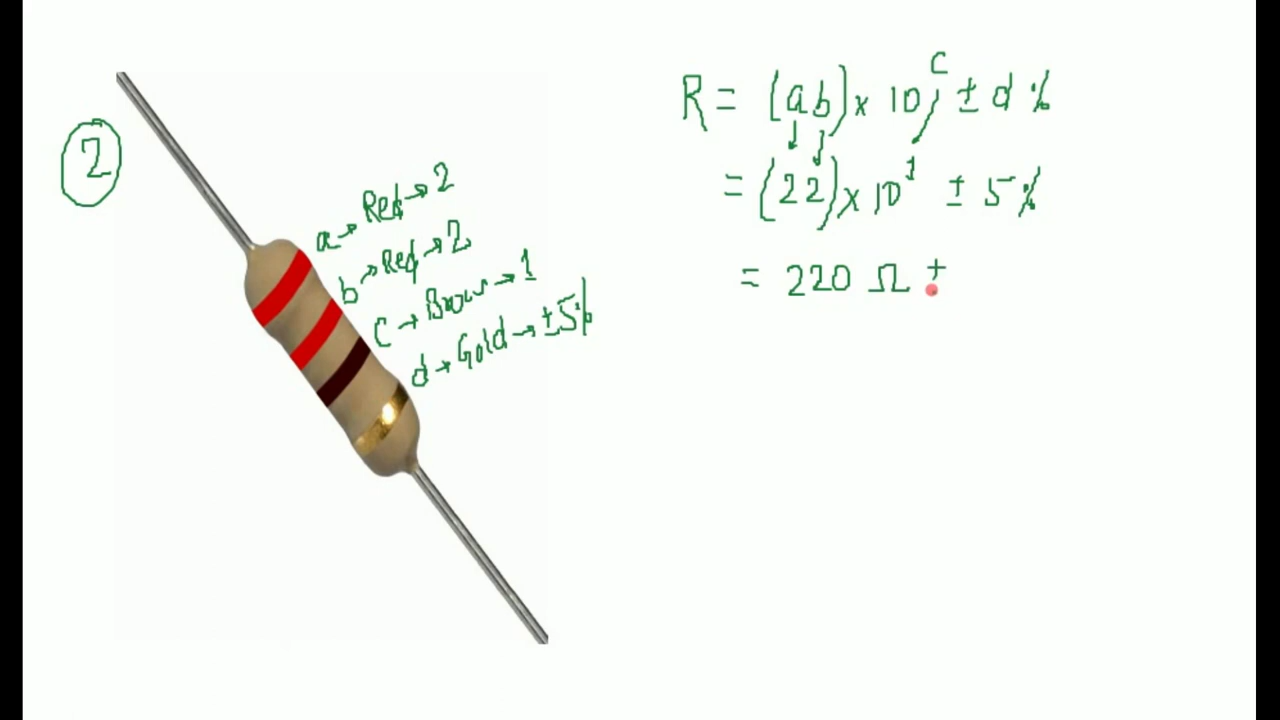 2
a → Red → 2
b → Red → 2
C → Brown → 1
d → Gold → ±5%
R = (ab) × 10^C ± d %
= (22) × 10^1 ± 5 %
= 220 Ω ±